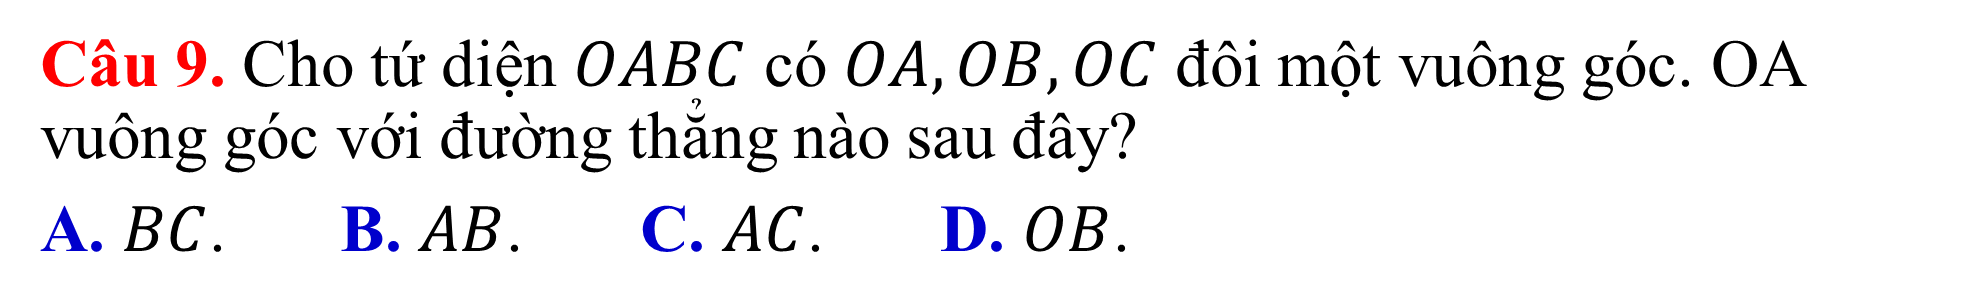 Câu 9. Cho tứ diện OABC có OA, OB, OC đôi một vuông góc. OA
vuông góc với đường thẳng nào sau đây?
A. BC. B. AB. C. AC. D. OB.